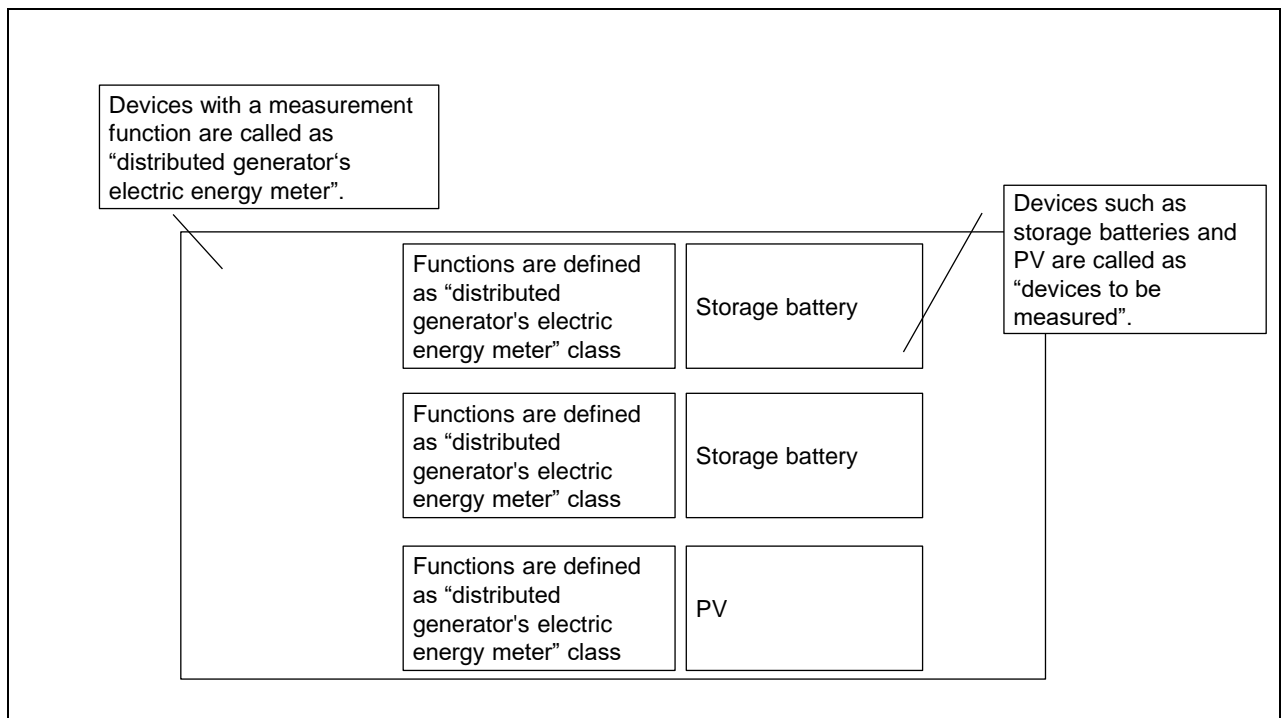 Devices with a measurement
function are called as
“distributed generator‘s
electric energy meter”.
Devices such as
storage batteries and
PV are called as
“devices to be
measured”.
Functions are defined
as “distributed
generator's electric
energy meter” class
Storage battery
Functions are defined
as “distributed
generator's electric
energy meter” class
Storage battery
Functions are defined
as “distributed
generator's electric
energy meter” class
PV